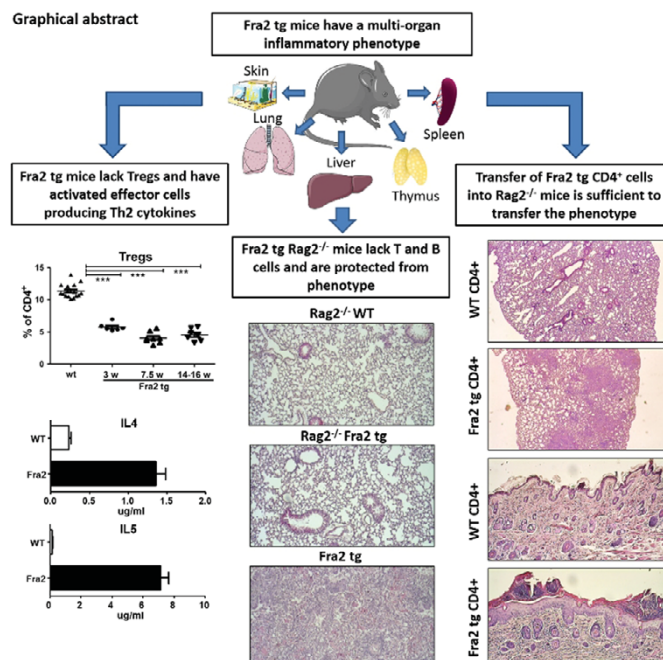 Graphical abstract
Fra2 tg mice have a multi-organ
inflammatory phenotype
Skin
Lung
Liver
Spleen
Thymus
Fra2 tg mice lack Tregs and have
activated effector cells
producing Th2 cytokines
Tregs
***
***
***
% of CD4+
15
10
5
0
wt
3 w
7.5 w
14-16 w
Fra2 tg
IL4
WT
Fra2
0.0
0.5
1.0
1.5
2.0
ug/ml
IL5
WT
Fra2
0
2
4
6
8
10
ug/ml
Fra2 tg Rag2-/- mice lack T and B
cells and are protected from
phenotype
Rag2-/- WT
Rag2-/- Fra2 tg
Fra2 tg
Transfer of Fra2 tg CD4+ cells
into Rag2-/- mice is sufficient to
transfer the phenotype
WT CD4+
Fra2 tg CD4+
WT CD4+
Fra2 tg CD4+